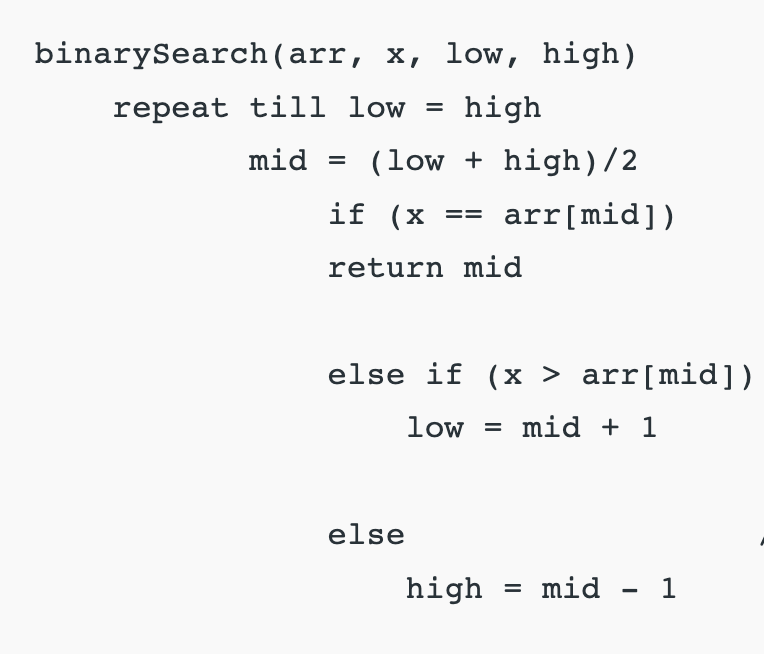 binarySearch(arr, x, low, high)
repeat till low = high
mid = (low + high)/2
if (x == arr[mid])
return mid
else if (x > arr[mid])
low = mid + 1
else
high = mid - 1